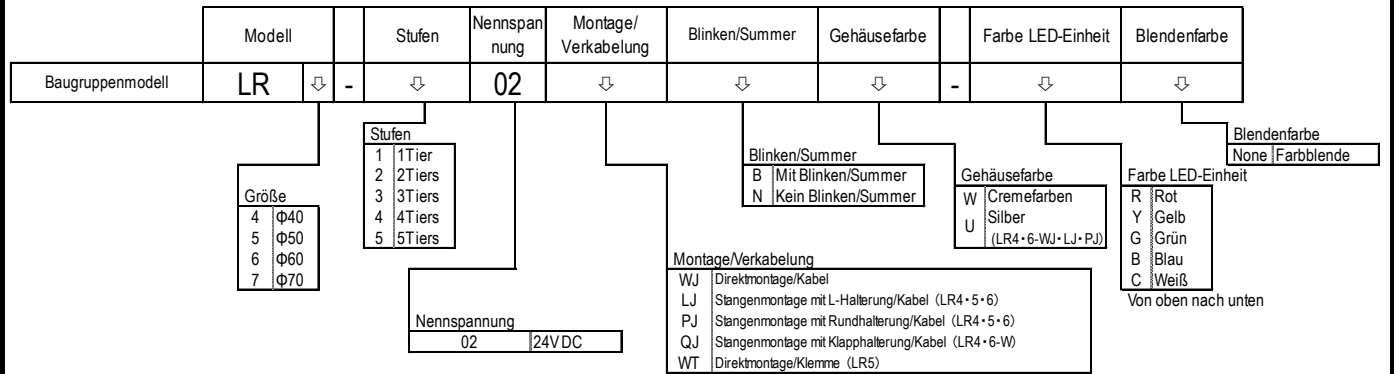 Modell Stufen Nennspan nung Montage/ Verkabelung Blinken/Summer Gehäusefarbe Farbe LED-Einheit Blendenfarbe
Baugruppenmodell LR ⇩ - ⇩ 02 ⇩ ⇩ ⇩ - ⇩ ⇩
Größe
4 Φ40
5 Φ50
6 Φ60
7 Φ70
Stufen
1 1Tier
2 2Tiers
3 3Tiers
4 4Tiers
5 5Tiers
Nennspannung
02 24V DC
Montage/Verkabelung
WJ Direktmontage/Kabel
LJ Stangenmontage mit L-Halterung/Kabel (LR4・5・6)
PJ Stangenmontage mit Rundhalterung/Kabel (LR4・5・6)
QJ Stangenmontage mit Klapphalterung/Kabel (LR4・6-W)
WT Direktmontage/Klemme (LR5)
Blinken/Summer
B Mit Blinken/Summer
N Kein Blinken/Summer
Gehäusefarbe
W Cremefarben
U Silber
(LR4・6-WJ・LJ・PJ)
Farbe LED-Einheit
R Rot
Y Gelb
G Grün
B Blau
C Weiß
Von oben nach unten
Blendenfarbe
None Farbblende